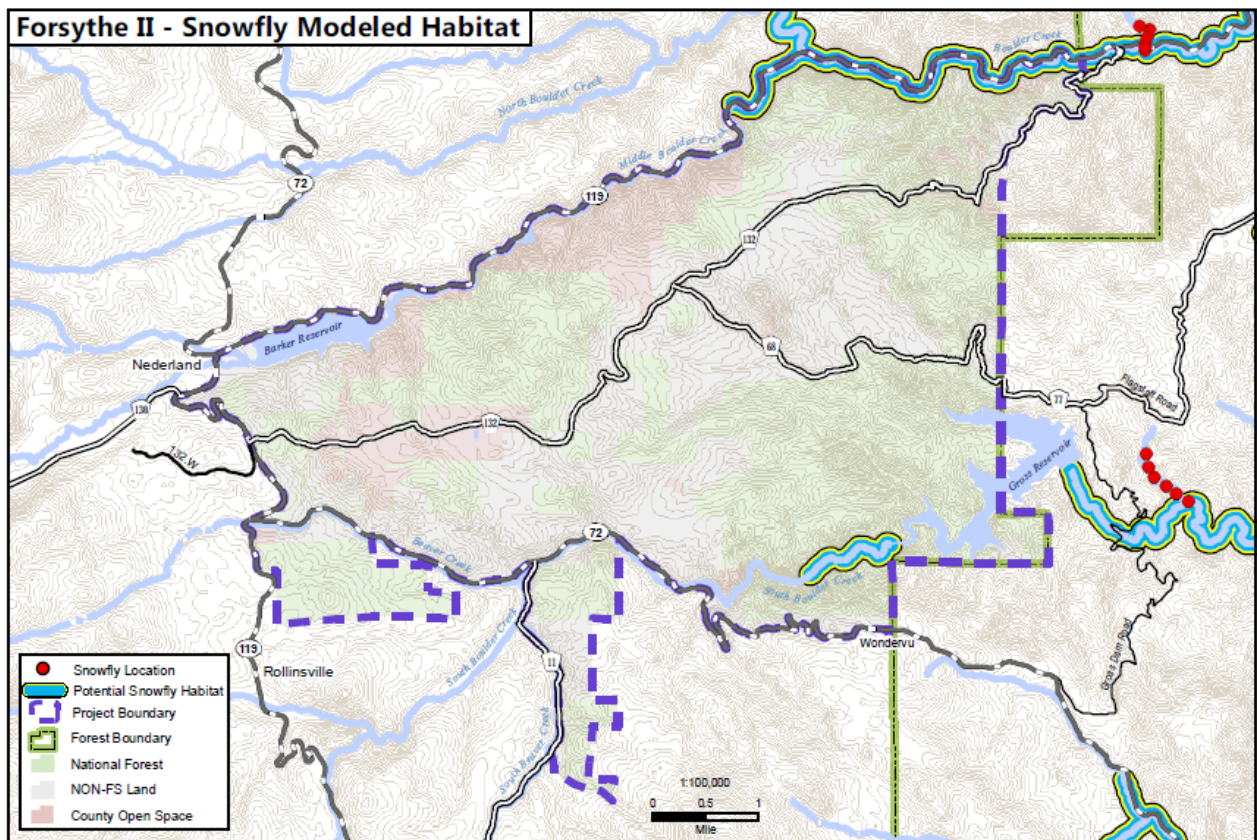 Forsythe II - Snowfly Modeled Habitat
Boulder Creek
North Boulder Creek
Middle Boulder Creek
72
119
132
Barker Reservoir
Nederland
68
130
132
77
Flagstaff Road
132 W
Gross Reservoir
72
Beaver Creek
South Boulder Creek
South Boulder Creek
Wondervu
119
Rollinsville
11
Gross Dam Road
South Beaver Creek
Snowfly Location
Potential Snowfly Habitat
Project Boundary
Forest Boundary
National Forest
NON-FS Land
County Open Space
1:100,000
0 0.5 1
Mile